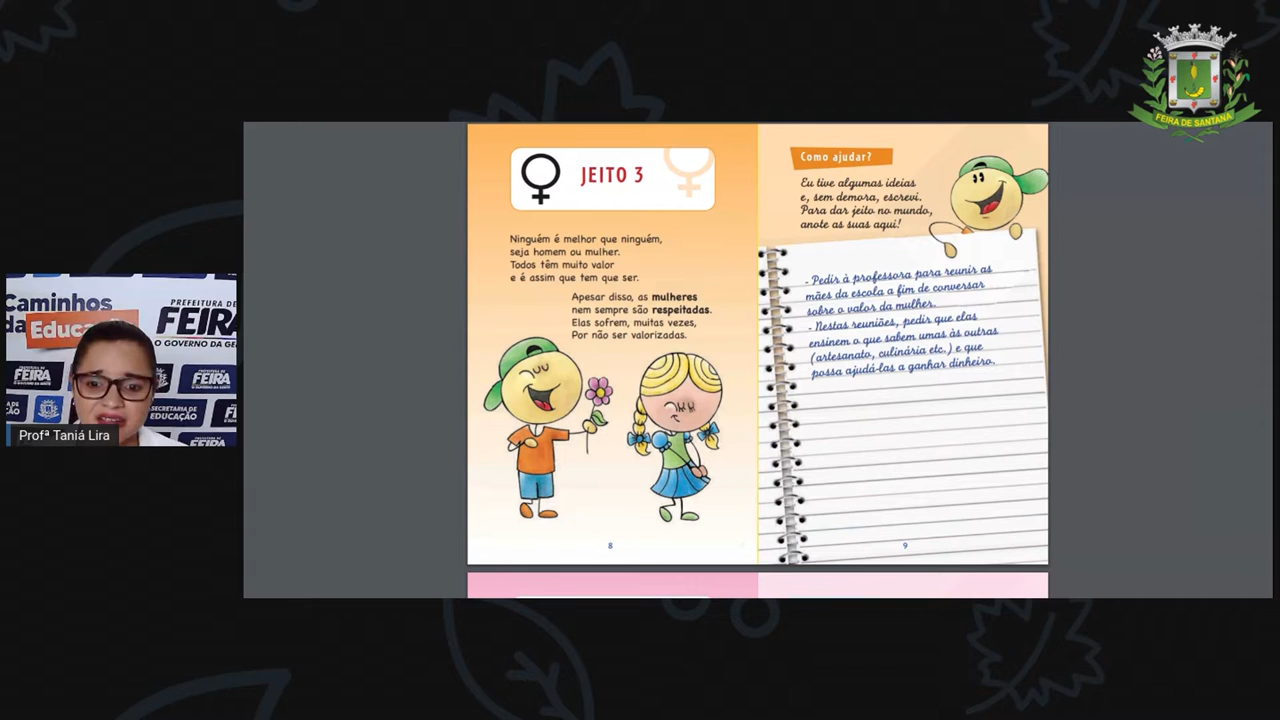 FEIRA DE SANTANA
JEITO 3
Ninguém é melhor que ninguém,
seja homem ou mulher.
Todos têm muito valor
e é assim que tem que ser.
Apesar disso, as mulheres
nem sempre são respeitadas.
Elas sofrem, muitas vezes,
Por não ser valorizadas.
8
Como ajudar?
Eu tive algumas ideias
e, sem demora, escrevi.
Para dar jeito no mundo,
anote as suas aqui!
- Pedir à professora para reunir as
mães da escola a fim de conversar
sobre o valor da mulher.
- Nestas reuniões, pedir que elas
ensinem o que sabem umas às outras
(artesanato, culinária etc.) e que
possa ajudá-las a ganhar dinheiro.
9
Caminhos
da Educa
PREFEITURA DE
FEIRA
O GOVERNO DA
FEIRA
FEIRA
SECRETARIA DE
EDUCAÇÃO
PREFEITURA DE
Profª Taniá Lira